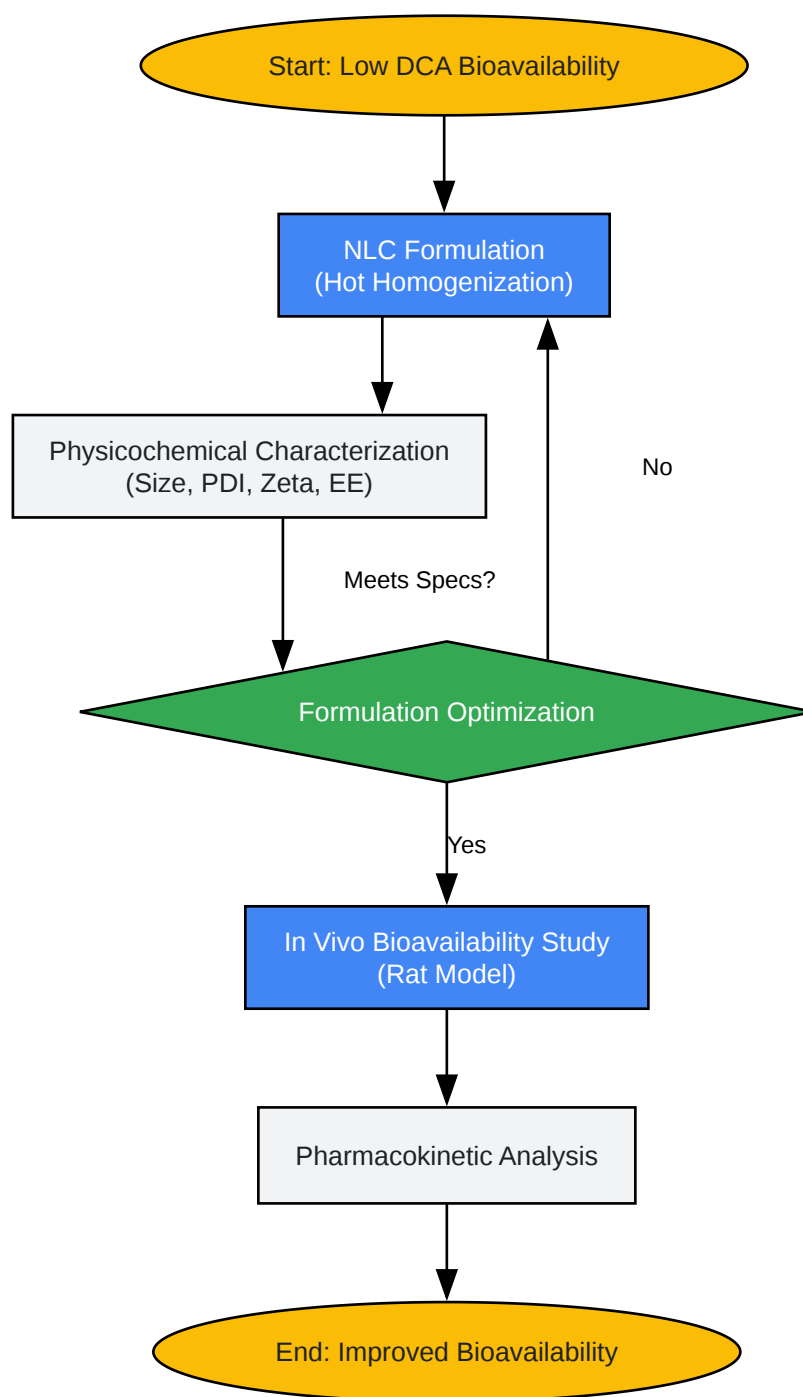 Start: Low DCA Bioavailability
NLC Formulation
(Hot Homogenization)
Physicochemical Characterization
(Size, PDI, Zeta, EE)
No
Meets Specs?
Formulation Optimization
Yes
In Vivo Bioavailability Study
(Rat Model)
Pharmacokinetic Analysis
End: Improved Bioavailability